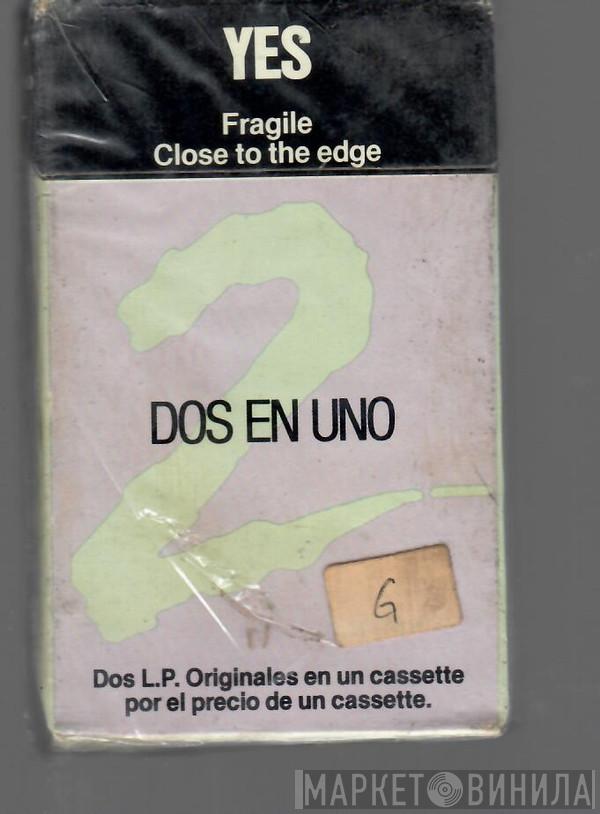 YES
Fragile
Close to the edge
2
DOS EN UNO
G
Dos L.P. Originales en un cassette
por el precio de un cassette.
МАРКЕТ ВИНИЛА